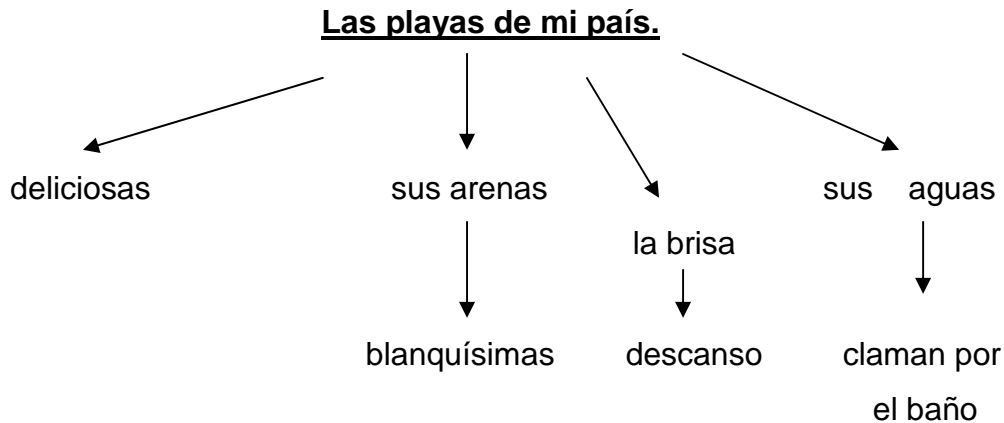 Las playas de mi país.
deliciosas
sus arenas
sus aguas
la brisa
blanquísimas
descanso
claman por
el baño